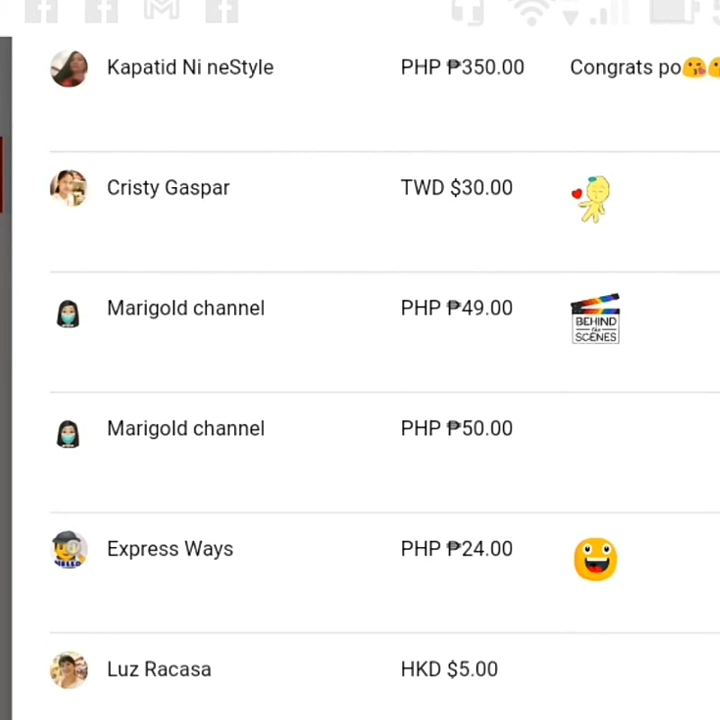 Kapatid Ni neStyle PHP ₱350.00 Congrats po😘
Cristy Gaspar TWD $30.00
Marigold channel PHP ₱49.00 BEHIND the SCENES
Marigold channel PHP ₱50.00
Express Ways PHP ₱24.00 HELLO
Luz Racasa HKD $5.00